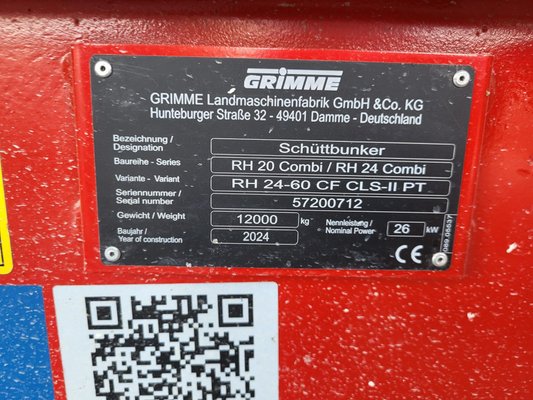 GRIMME
GRIMME Landmaschinenfabrik GmbH &Co. KG
Hunteburger Straße 32 - 49401 Damme - Deutschland
Bezeichnung / Designation Schüttbunker
Baureihe - Series RH 20 Combi / RH 24 Combi
Variante - Variant RH 24-60 CF CLS-II PT
Seriennummer / Serial number 57200712
Gewicht / Weight 12000 kg Nennleistung / Nominal Power 26 kW
Baujahr / Year of construction 2024 CE
089.05537